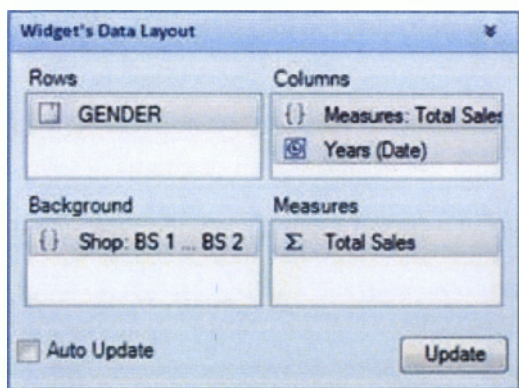 Widget's Data Layout
Rows
GENDER
Columns
{} Measures: Total Sales
Years (Date)
Background
{} Shop: BS 1 ... BS 2
Measures
Σ Total Sales
Auto Update
Update